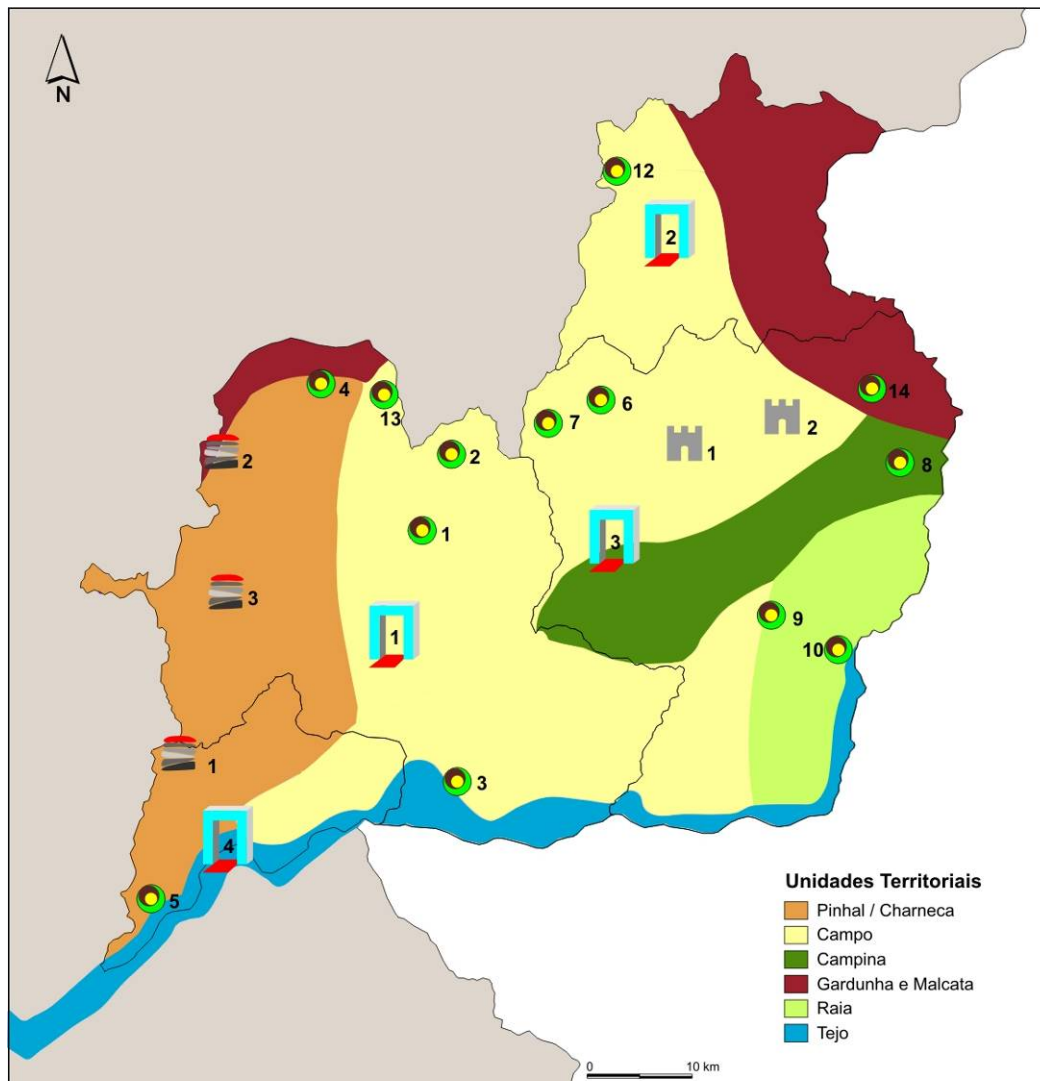 N
12
2
4
13
2
2
7
6
1
2
14
8
1
3
3
1
9
10
1
3
4
5
Unidades Territoriais
Pinhal / Charneca
Campo
Campina
Gardunha e Malcata
Raia
Tejo
0 10 km